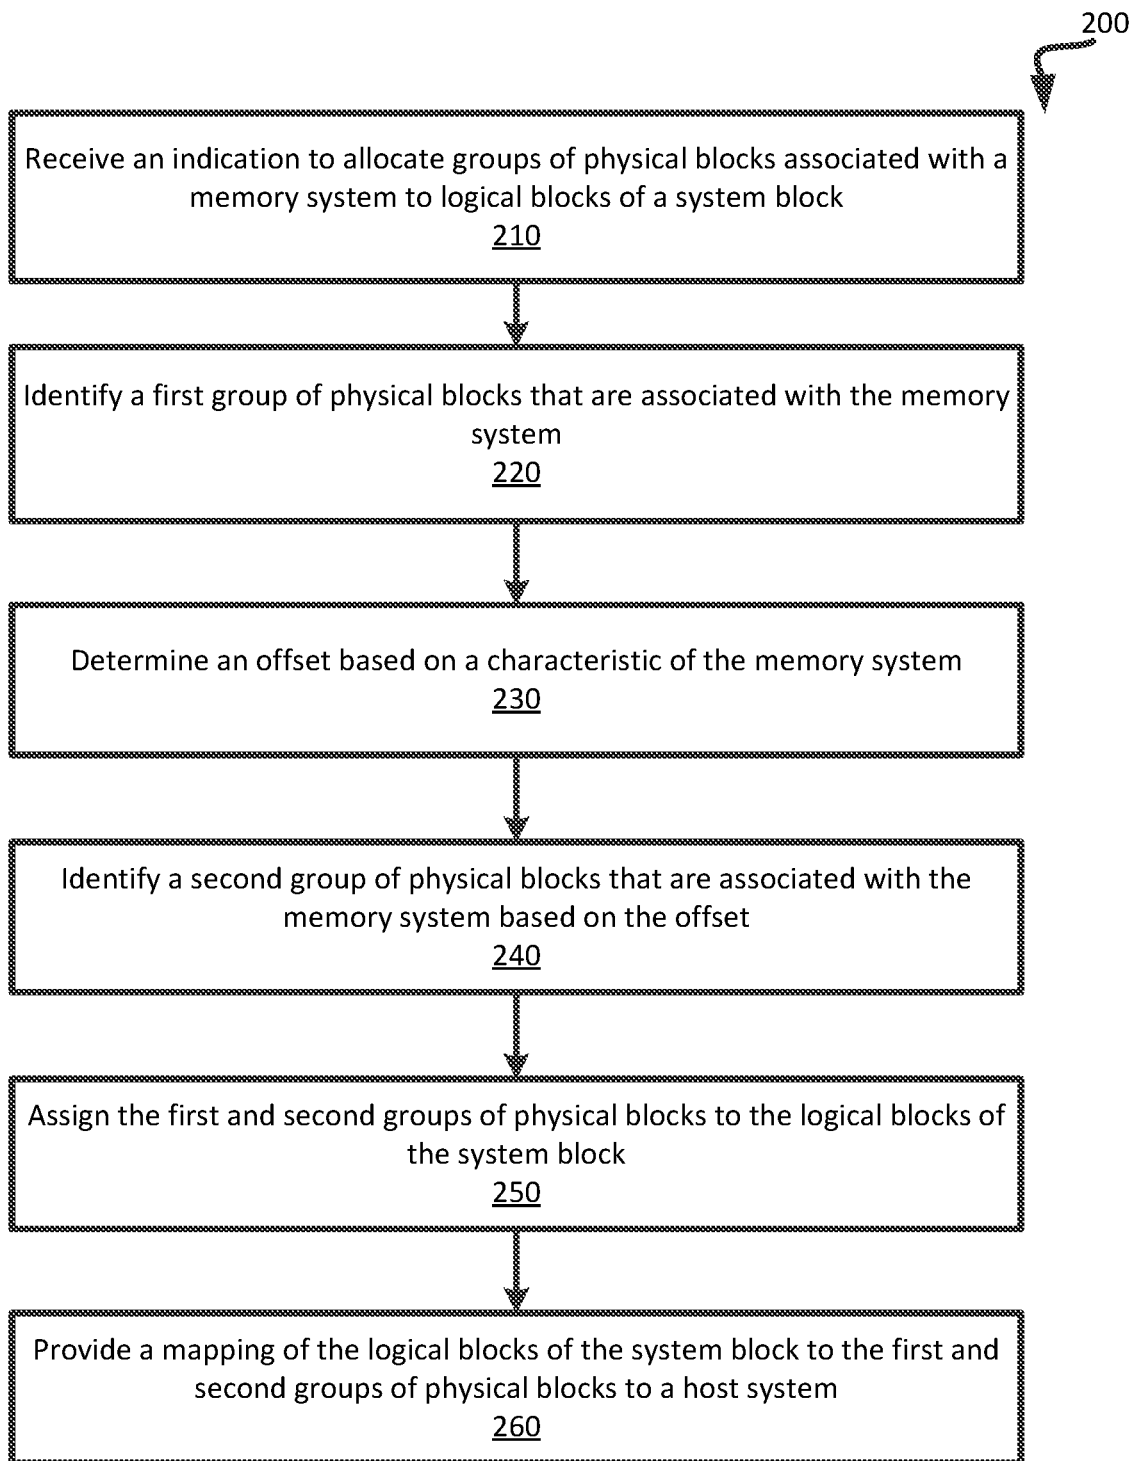 200
Receive an indication to allocate groups of physical blocks associated with a
memory system to logical blocks of a system block
210
Identify a first group of physical blocks that are associated with the memory
system
220
Determine an offset based on a characteristic of the memory system
230
Identify a second group of physical blocks that are associated with the
memory system based on the offset
240
Assign the first and second groups of physical blocks to the logical blocks of
the system block
250
Provide a mapping of the logical blocks of the system block to the first and
second groups of physical blocks to a host system
260